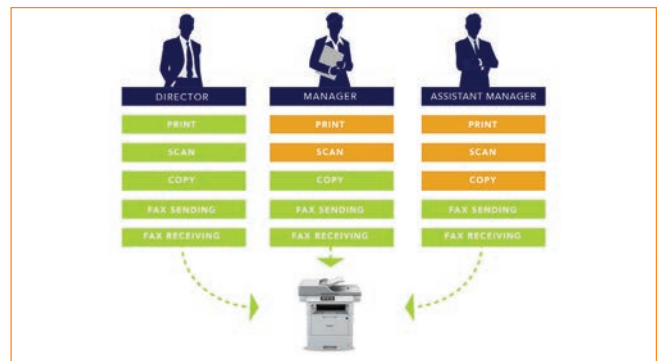 DIRECTOR
PRINT
SCAN
COPY
FAX SENDING
FAX RECEIVING
MANAGER
PRINT
SCAN
COPY
FAX SENDING
FAX RECEIVING
ASSISTANT MANAGER
PRINT
SCAN
COPY
FAX SENDING
FAX RECEIVING